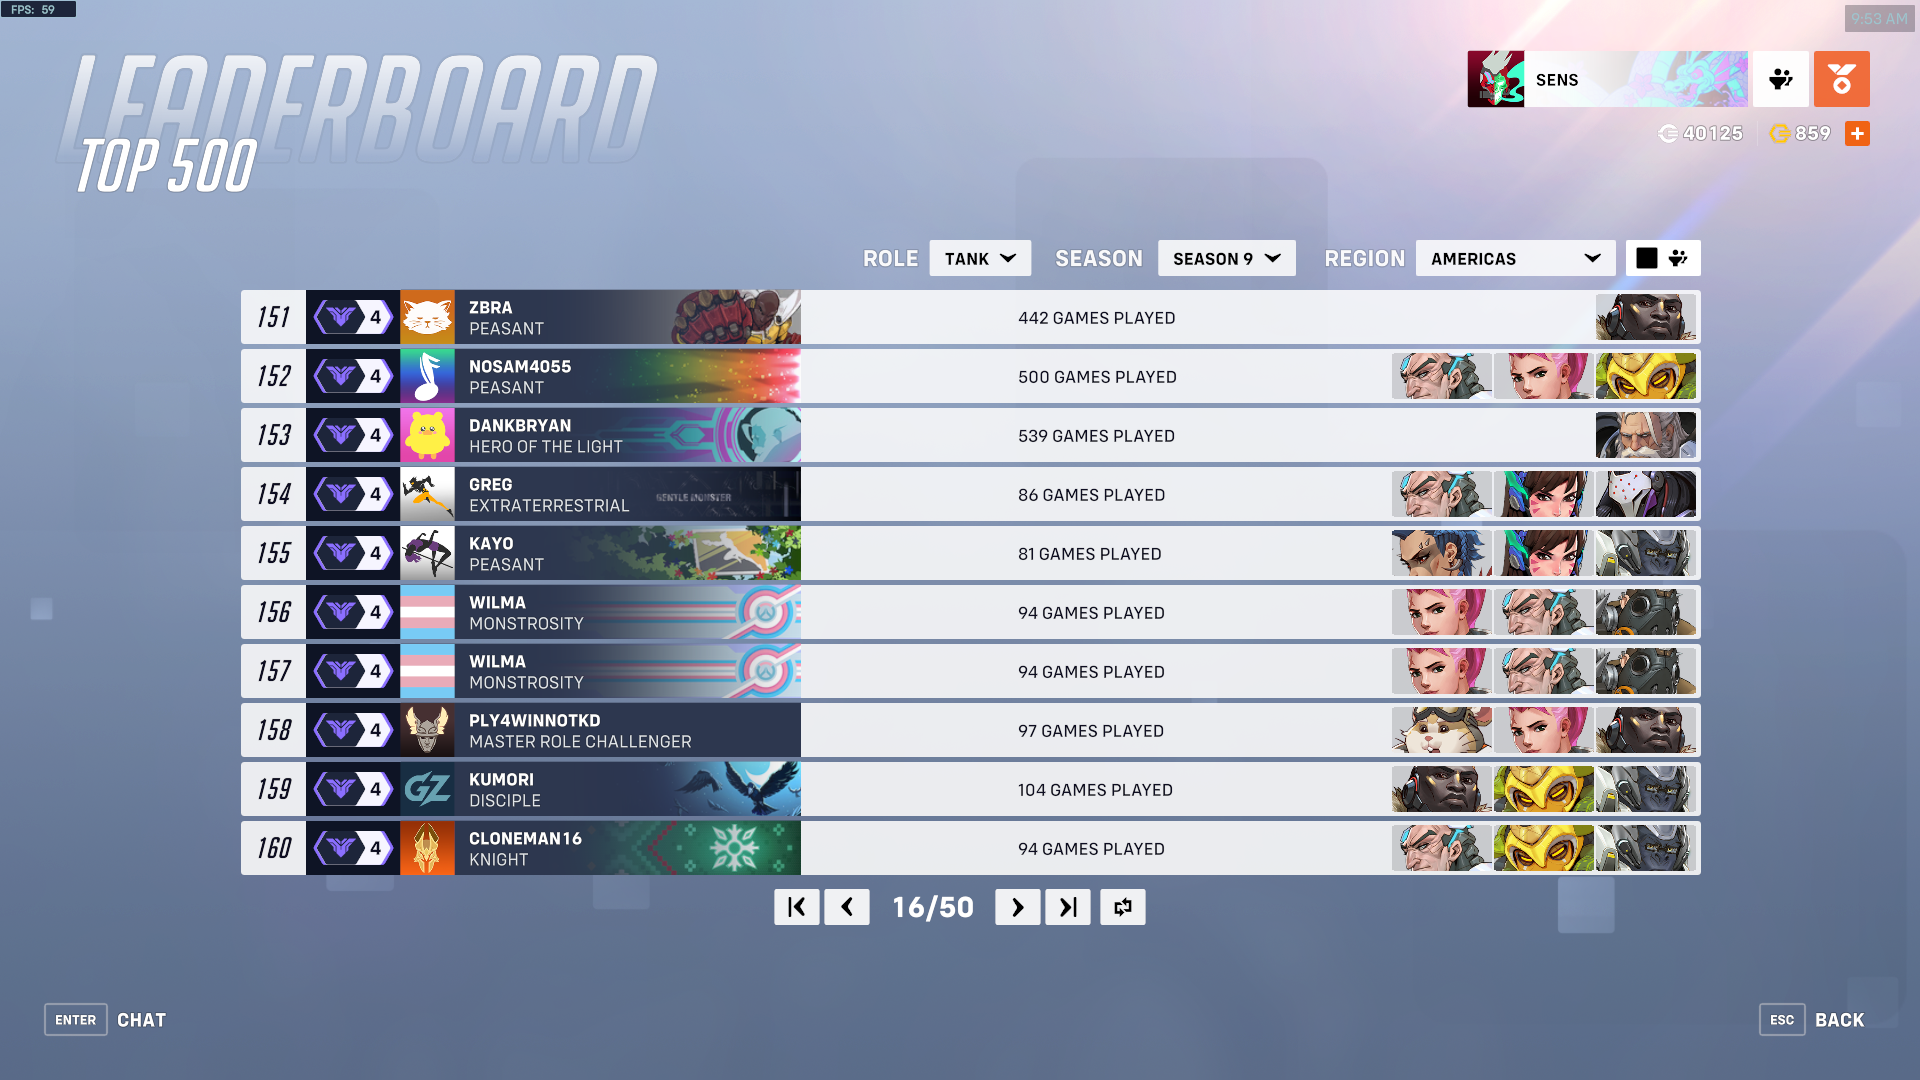 FPS: 59
9:53 AM
LEADERBOARD
TOP 500
SENS
40125 859
ROLE TANK SEASON SEASON 9 REGION AMERICAS
151 4 ZBRA PEASANT 442 GAMES PLAYED
152 4 NOSAM4055 PEASANT 500 GAMES PLAYED
153 4 DANKBRYAN HERO OF THE LIGHT 539 GAMES PLAYED
154 4 GREG EXTRATERRESTRIAL GENTLE MONSTER 86 GAMES PLAYED
155 4 KAYO PEASANT 81 GAMES PLAYED
156 4 WILMA MONSTROSITY 94 GAMES PLAYED
157 4 WILMA MONSTROSITY 94 GAMES PLAYED
158 4 PLY4WINNOTKD MASTER ROLE CHALLENGER 97 GAMES PLAYED
159 4 GZ KUMORI DISCIPLE 104 GAMES PLAYED
160 4 CLONEMAN16 KNIGHT 94 GAMES PLAYED
16/50
ENTER CHAT
ESC BACK